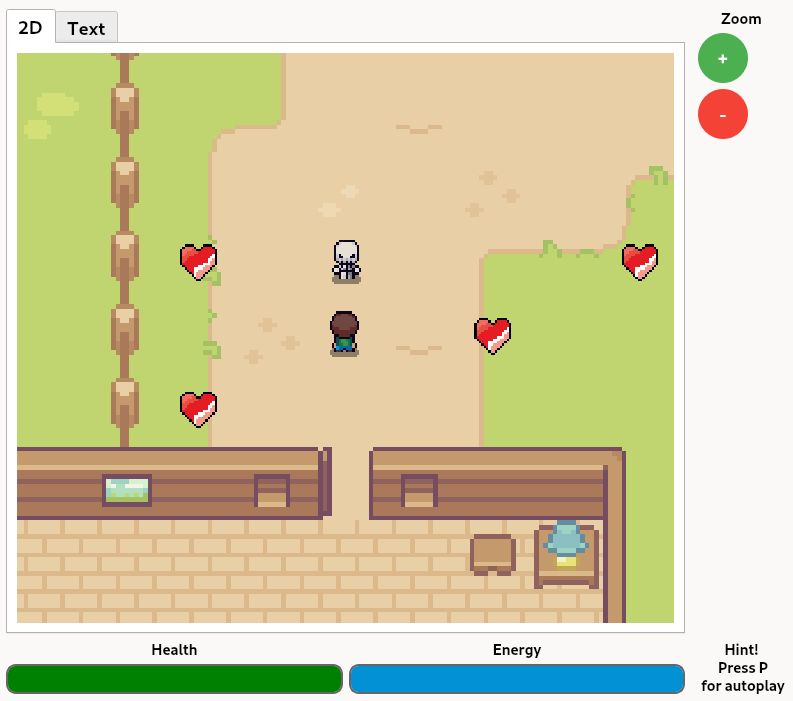 2D
Text
Zoom
+
-
Health
Energy
Hint!
Press P
for autoplay